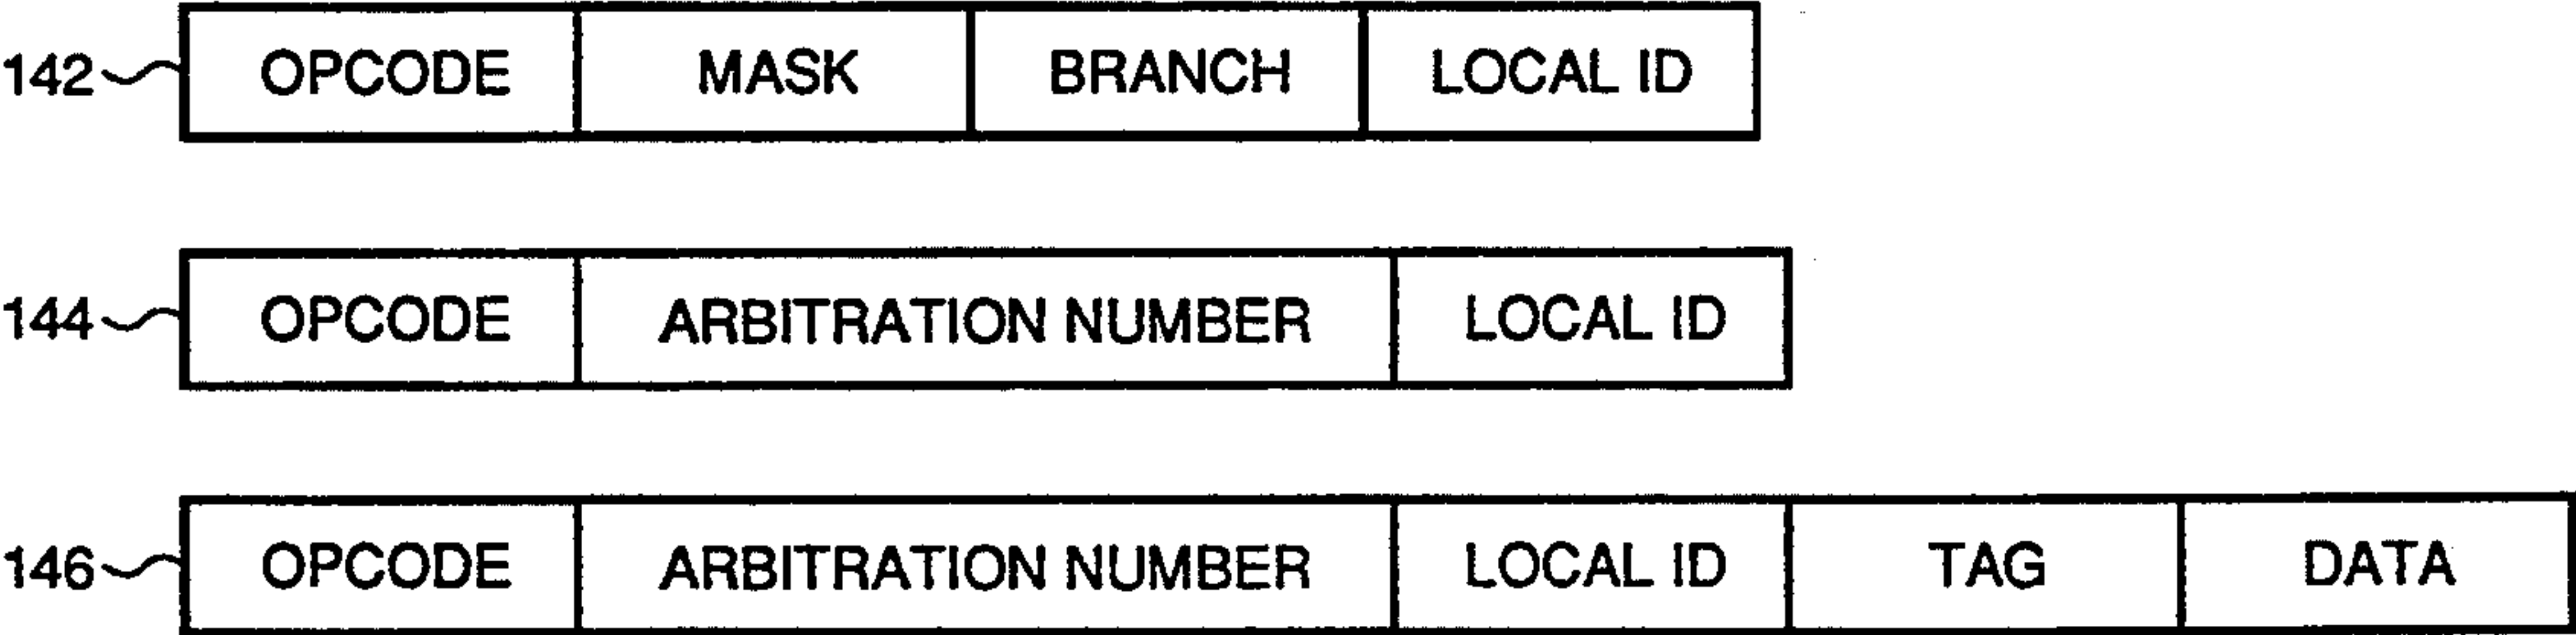 142 OPCODE MASK BRANCH LOCAL ID
144 OPCODE ARBITRATION NUMBER LOCAL ID
146 OPCODE ARBITRATION NUMBER LOCAL ID TAG DATA